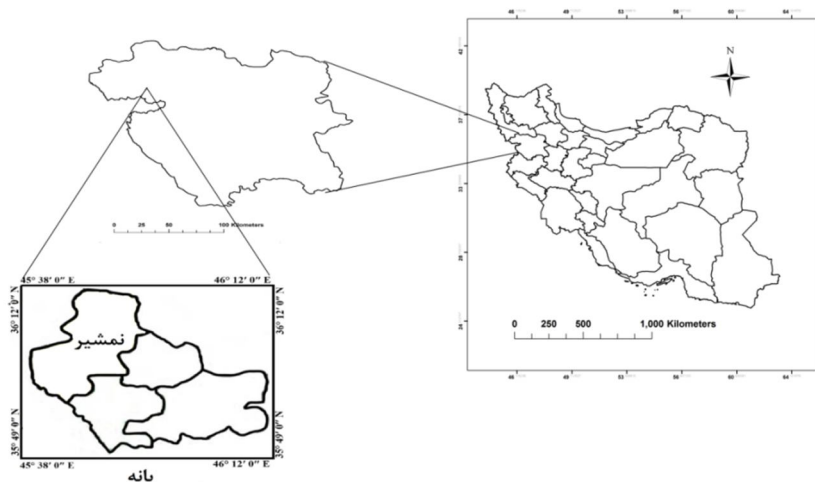 N
0 25 50 100 Kilometers
0 250 500 1,000 Kilometers
45° 38 0" E 46° 12 0" E
36° 12 0" N
36° 12 0" N
نمشیر
35° 49 0" N
35° 49 0" N
45° 38 0" E 46° 12 0" E
بانه